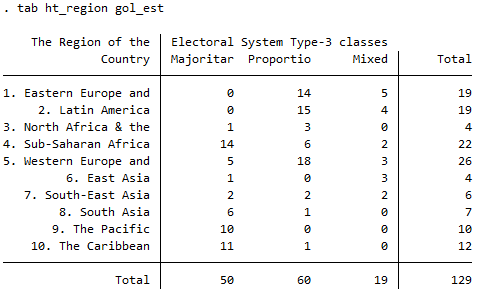 . tab ht_region gol_est
The Region of the | Electoral System Type-3 classes
Country | Majoritar Proportio Mixed | Total
1. Eastern Europe and | 0 14 5 | 19
2. Latin America | 0 15 4 | 19
3. North Africa & the | 1 3 0 | 4
4. Sub-Saharan Africa | 14 6 2 | 22
5. Western Europe and | 5 18 3 | 26
6. East Asia | 1 0 3 | 4
7. South-East Asia | 2 2 2 | 6
8. South Asia | 6 1 0 | 7
9. The Pacific | 10 0 0 | 10
10. The Caribbean | 11 1 0 | 12
Total | 50 60 19 | 129